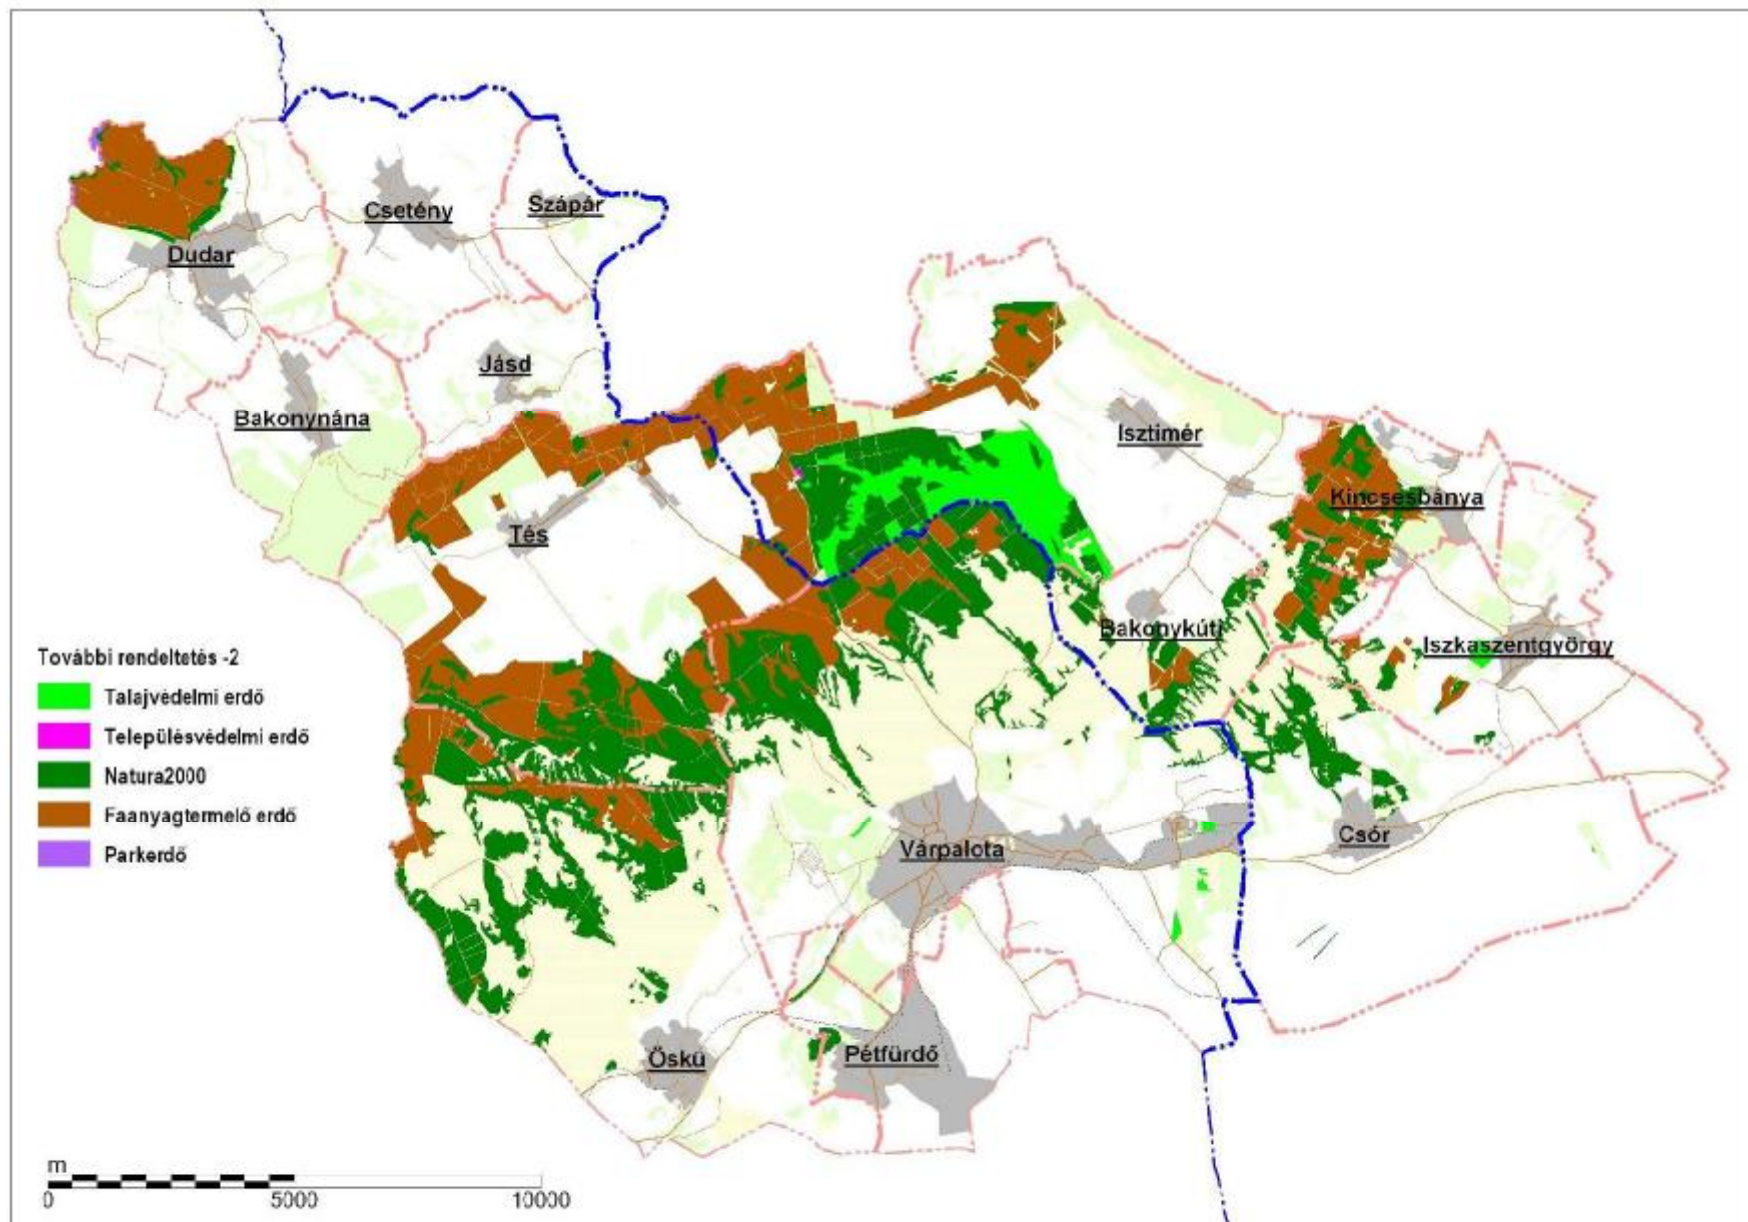 Csetény
Szápár
Dudar
Jásd
Bakonynána
Isztimér
Kincsesbánya
Tés
Bakonykúti
Iszkaszentgyörgy
További rendeltetés -2
Talajvédelmi erdő
Településvédelmi erdő
Natura2000
Faanyagtermelő erdő
Parkerdő
Várpalota
Csór
Öskü
Pétfürdő
m
0 5000 10000